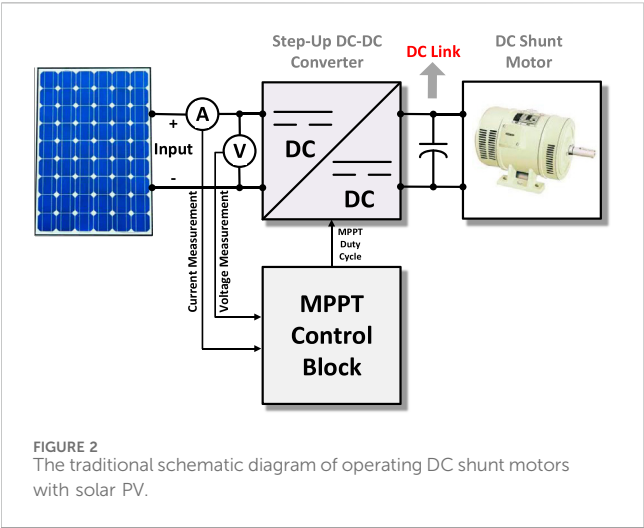 Step-Up DC-DC
Converter
DC Link
DC Shunt
Motor
A
+
Input
-
V
DC
DC
Current Measurement
Voltage Measurement
MPPT
Duty
Cycle
MPPT
Control
Block
FIGURE 2
The traditional schematic diagram of operating DC shunt motors
with solar PV.